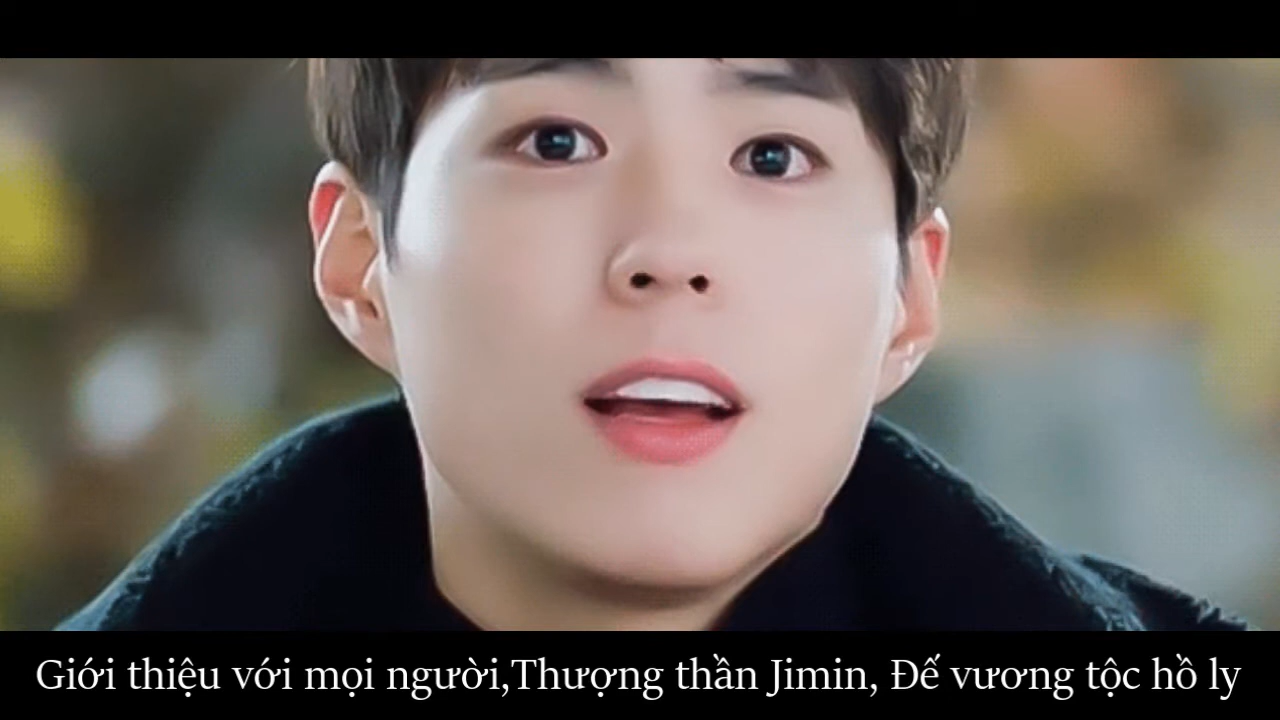 Giới thiệu với mọi người,Thượng thần Jimin, Đế vương tộc hồ ly